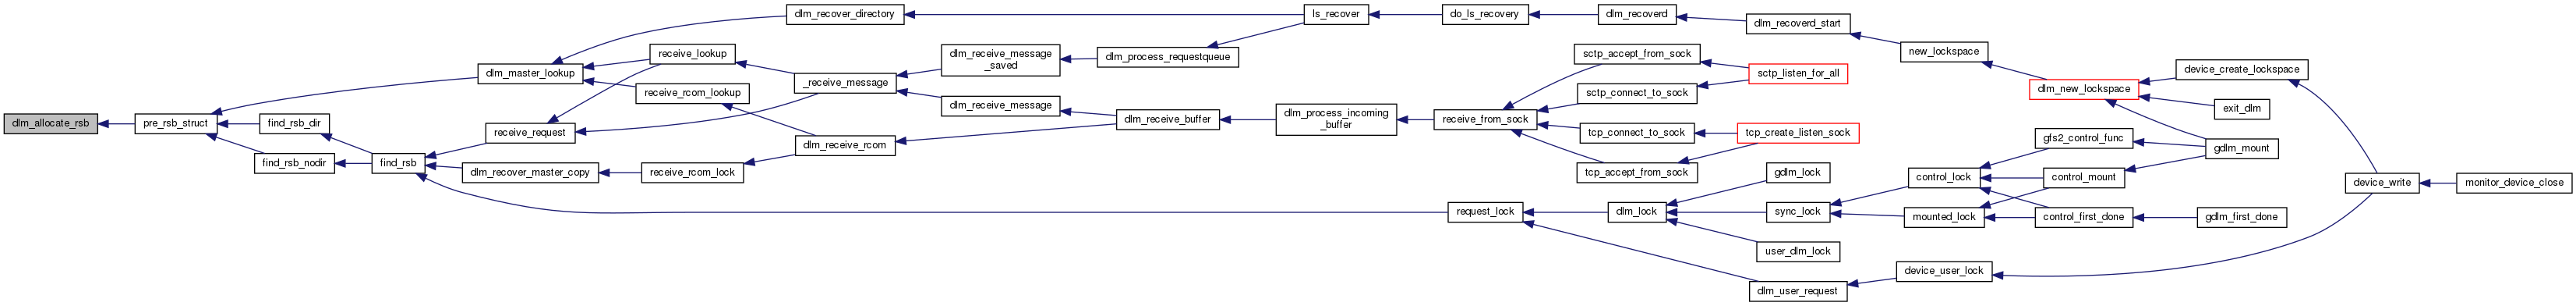 dlm_allocate_rsb
pre_rsb_struct
dlm_master_lookup
find_rsb_dir
find_rsb_nodir
find_rsb
dlm_recover_directory
receive_lookup
receive_rcom_lookup
receive_request
dlm_recover_master_copy
receive_rcom_lock
_receive_message
dlm_receive_rcom
dlm_receive_message
_saved
dlm_receive_message
dlm_process_requestqueue
dlm_receive_buffer
dlm_process_incoming
_buffer
ls_recover
do_ls_recovery
dlm_recoverd
dlm_recoverd_start
new_lockspace
dlm_new_lockspace
device_create_lockspace
exit_dlm
gdlm_mount
receive_from_sock
sctp_accept_from_sock
sctp_connect_to_sock
tcp_connect_to_sock
tcp_accept_from_sock
sctp_listen_for_all
tcp_create_listen_sock
request_lock
dlm_lock
gdlm_lock
sync_lock
user_dlm_lock
dlm_user_request
control_lock
mounted_lock
device_user_lock
gfs2_control_func
control_mount
control_first_done
gdlm_first_done
device_write
monitor_device_close